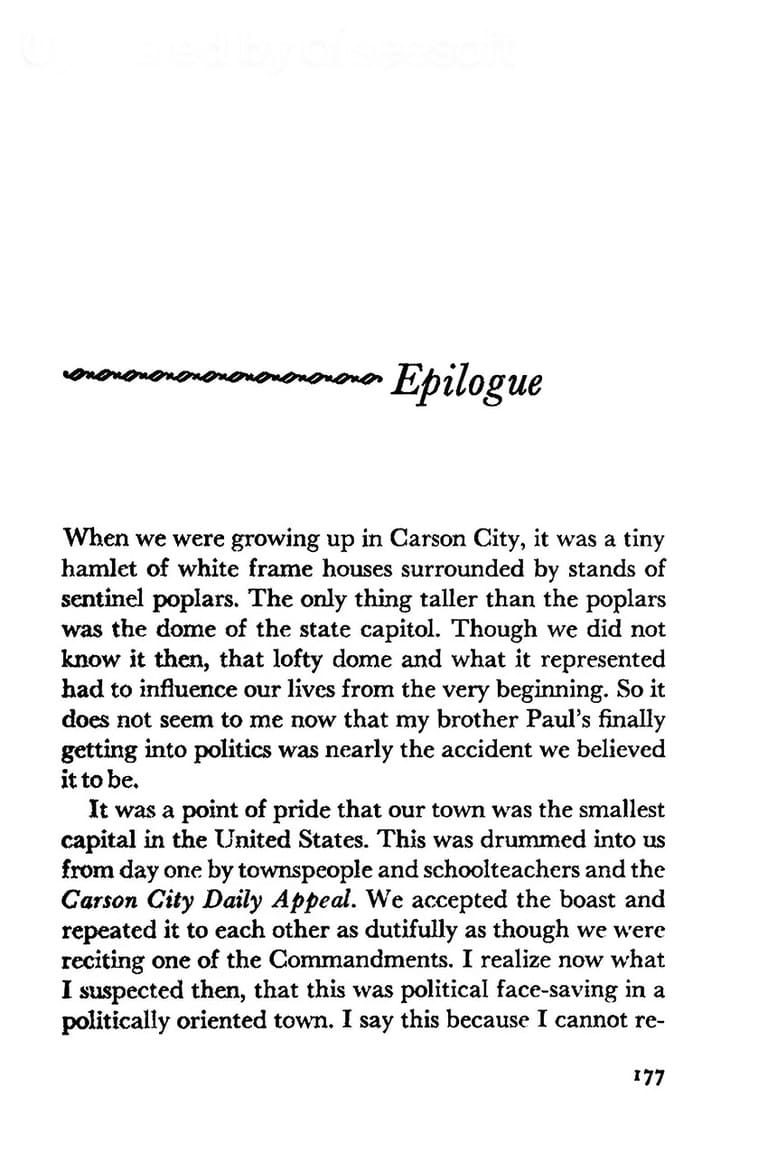 Epilogue
When we were growing up in Carson City, it was a tiny
hamlet of white frame houses surrounded by stands of
sentinel poplars. The only thing taller than the poplars
was the dome of the state capitol. Though we did not
know it then, that lofty dome and what it represented
had to influence our lives from the very beginning. So it
does not seem to me now that my brother Paul's finally
getting into politics was nearly the accident we believed
it to be.
It was a point of pride that our town was the smallest
capital in the United States. This was drummed into us
from day one by townspeople and schoolteachers and the
Carson City Daily Appeal. We accepted the boast and
repeated it to each other as dutifully as though we were
reciting one of the Commandments. I realize now what
I suspected then, that this was political face-saving in a
politically oriented town. I say this because I cannot re-
177